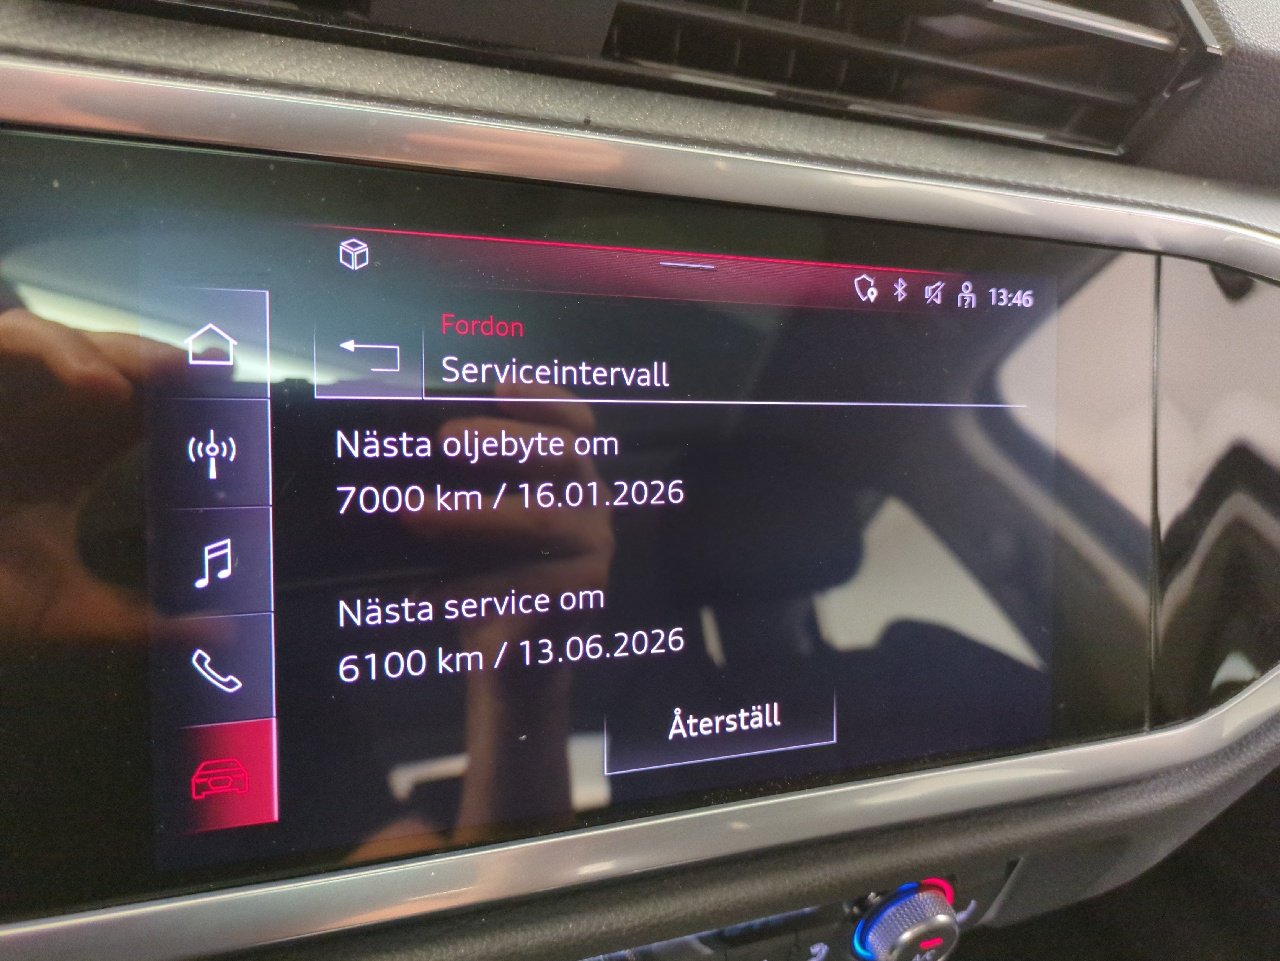 13:46
Fordon
Serviceintervall
Nästa oljebyte om
7000 km / 16.01.2026
Nästa service om
6100 km / 13.06.2026
Återställ
A/C